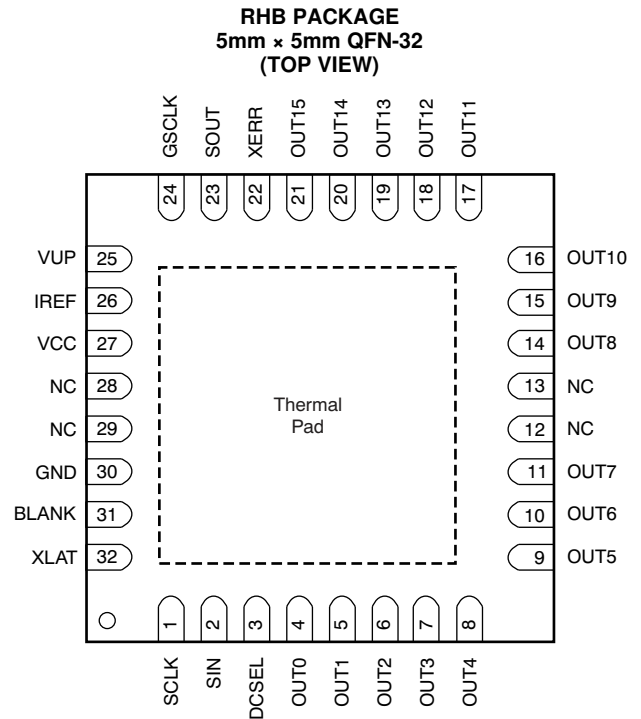 RHB PACKAGE
5mm × 5mm QFN-32
(TOP VIEW)
GSCLK
SOUT
XERR
OUT15
OUT14
OUT13
OUT12
OUT11
24
23
22
21
20
19
18
17
VUP 25
IREF 26
VCC 27
NC 28
NC 29
GND 30
BLANK 31
XLAT 32
Thermal
Pad
16 OUT10
15 OUT9
14 OUT8
13 NC
12 NC
11 OUT7
10 OUT6
9 OUT5
1
2
3
4
5
6
7
8
SCLK
SIN
DCSEL
OUT0
OUT1
OUT2
OUT3
OUT4